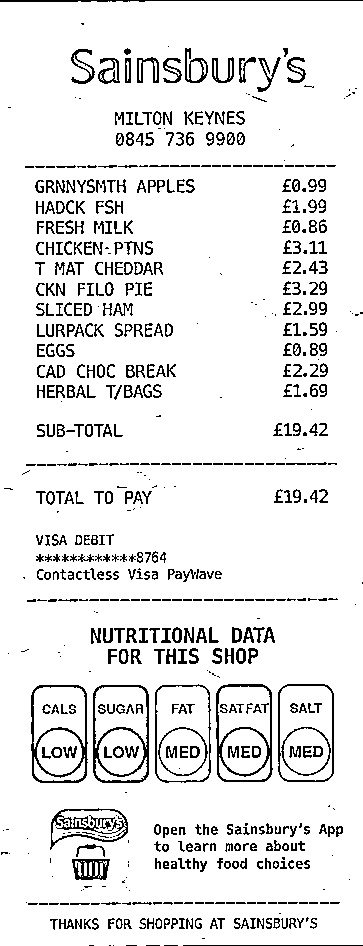 Sainsbury's
MILTON KEYNES
0845 736 9900
GRNNYSMTH APPLES £0.99
HADCK FSH £1.99
FRESH MILK £0.86
CHICKEN PTNS £3.11
T MAT CHEDDAR £2.43
CKN FILO PIE £3.29
SLICED HAM £2.99
LURPACK SPREAD £1.59
EGGS £0.89
CAD CHOC BREAK £2.29
HERBAL T/BAGS £1.69
SUB-TOTAL £19.42
TOTAL TO PAY £19.42
VISA DEBIT
************8764
Contactless Visa PayWave
NUTRITIONAL DATA
FOR THIS SHOP
CALS SUGAR FAT SATFAT SALT
LOW LOW MED MED MED
Sainsbury's
Open the Sainsbury's App
to learn more about
healthy food choices
THANKS FOR SHOPPING AT SAINSBURY'S